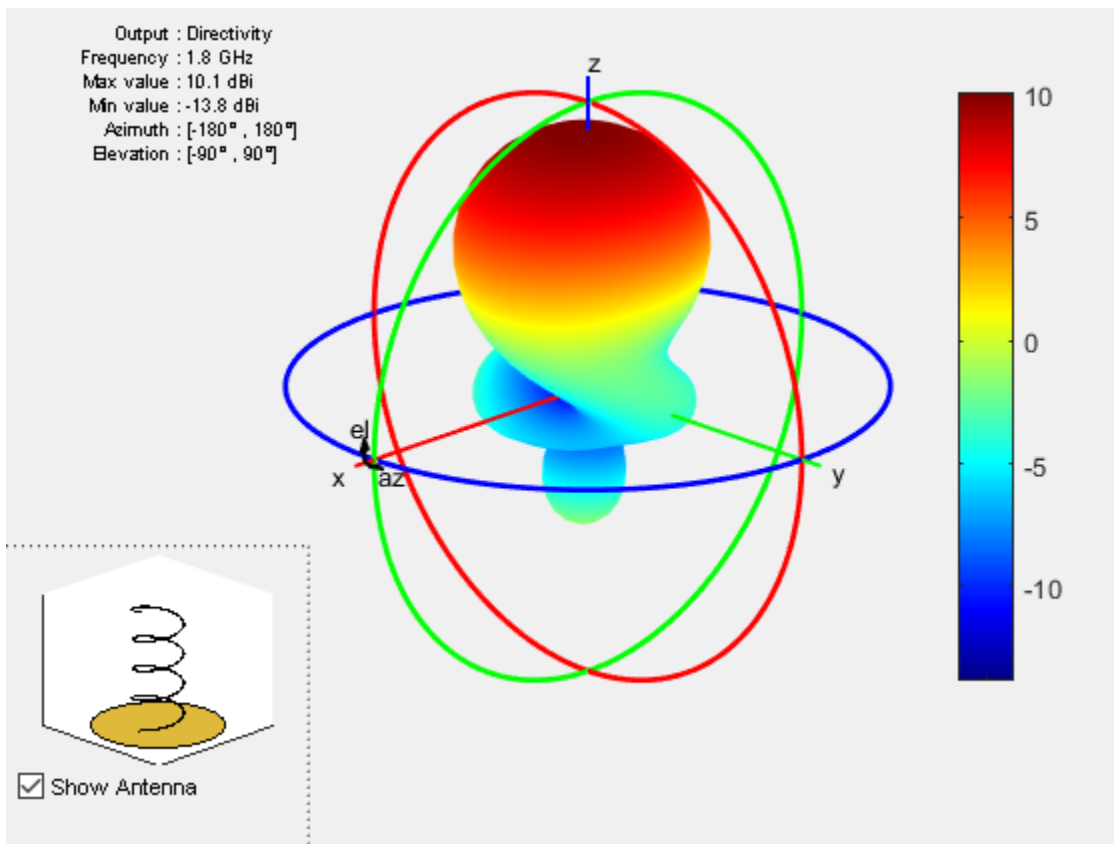 Output : Directivity
Frequency : 1.8 GHz
Max value : 10.1 dBi
Min value : -13.8 dBi
Azimuth : [-180° , 180°]
Elevation : [-90° , 90°]
z
10
5
0
-5
-10
el
x
az
y
Show Antenna